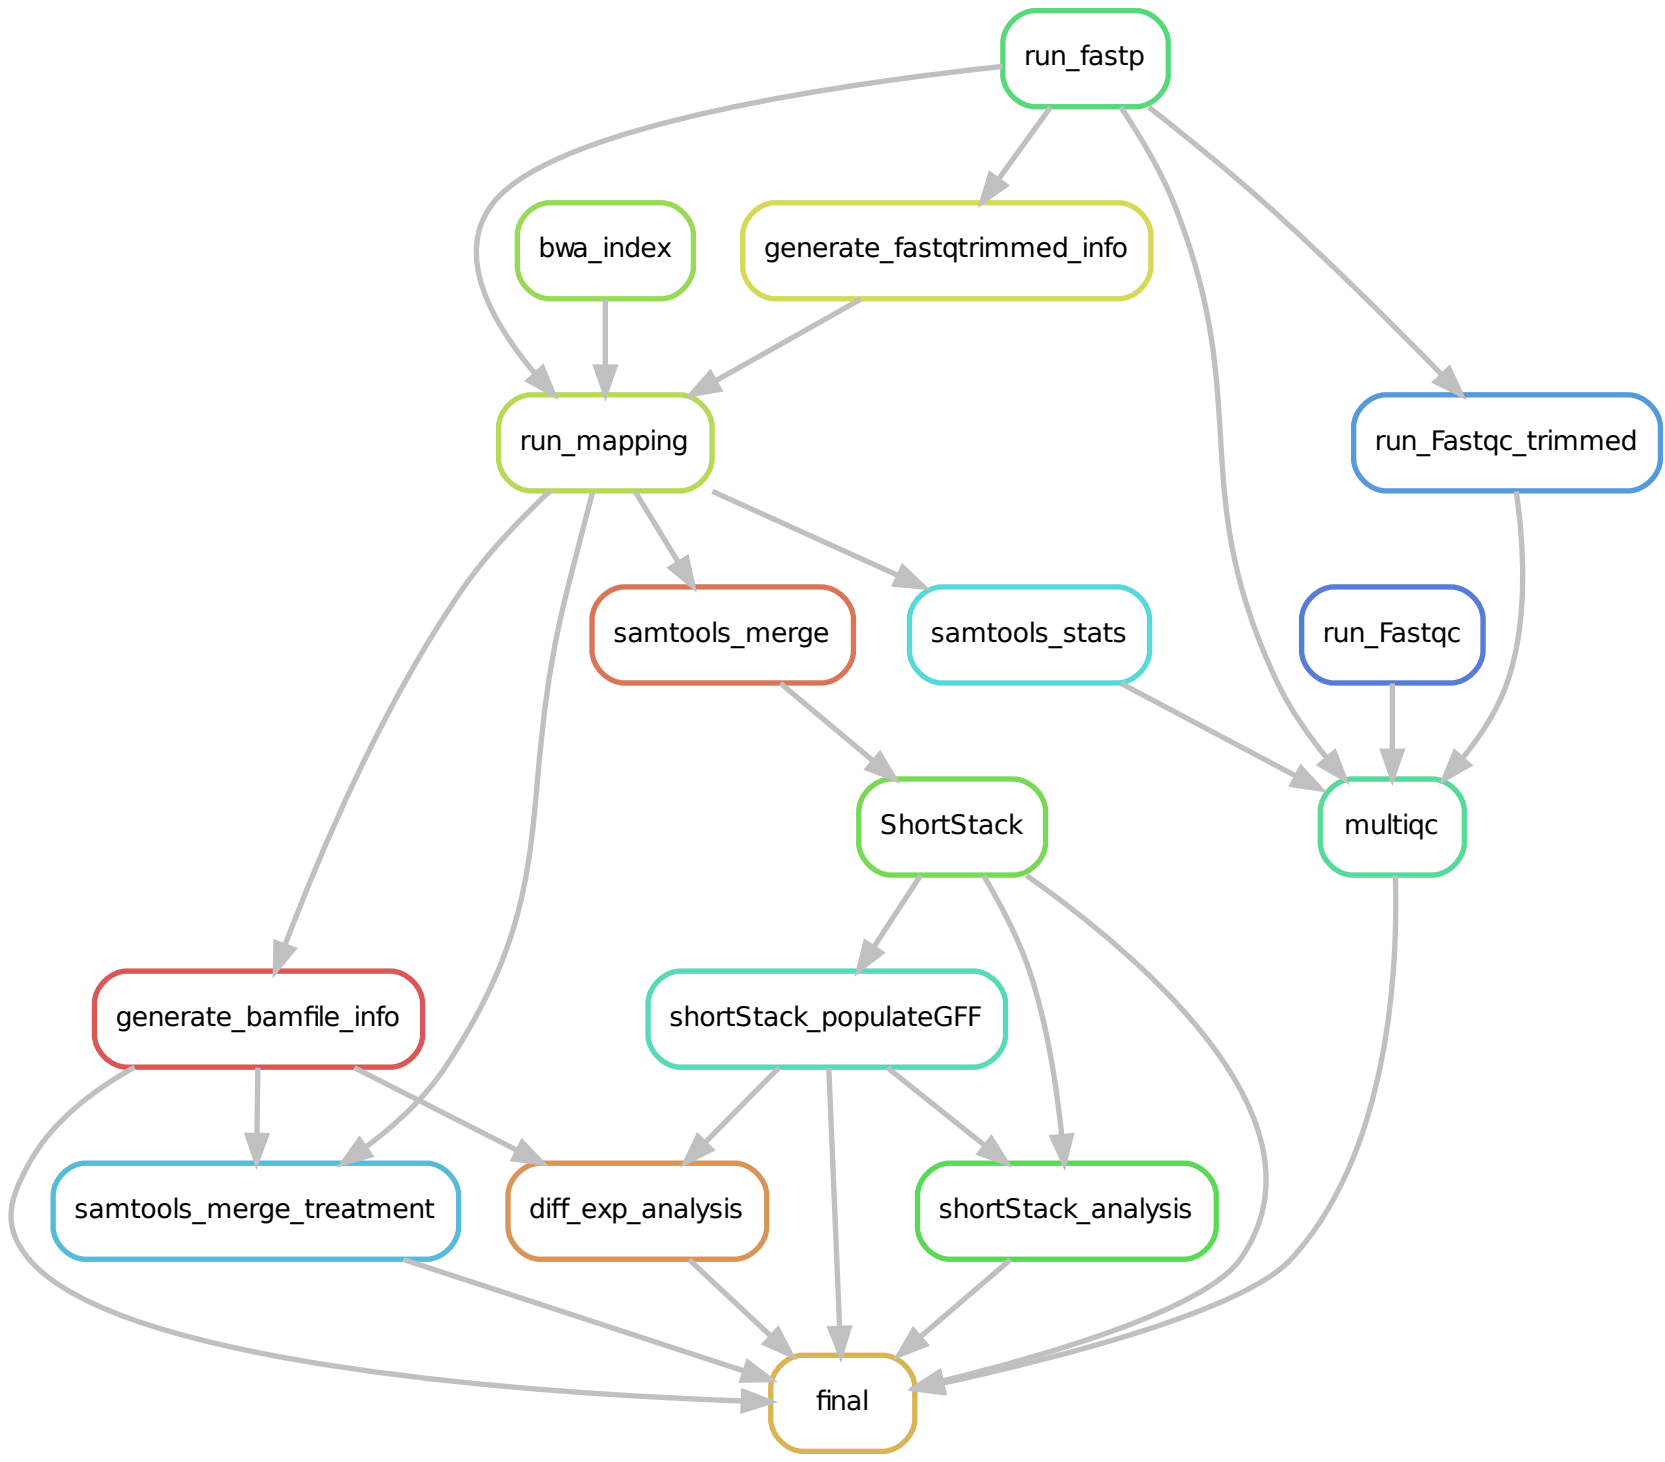 run_fastp
bwa_index
generate_fastqtrimmed_info
run_mapping
run_Fastqc_trimmed
samtools_merge
samtools_stats
run_Fastqc
ShortStack
multiqc
generate_bamfile_info
shortStack_populateGFF
samtools_merge_treatment
diff_exp_analysis
shortStack_analysis
final